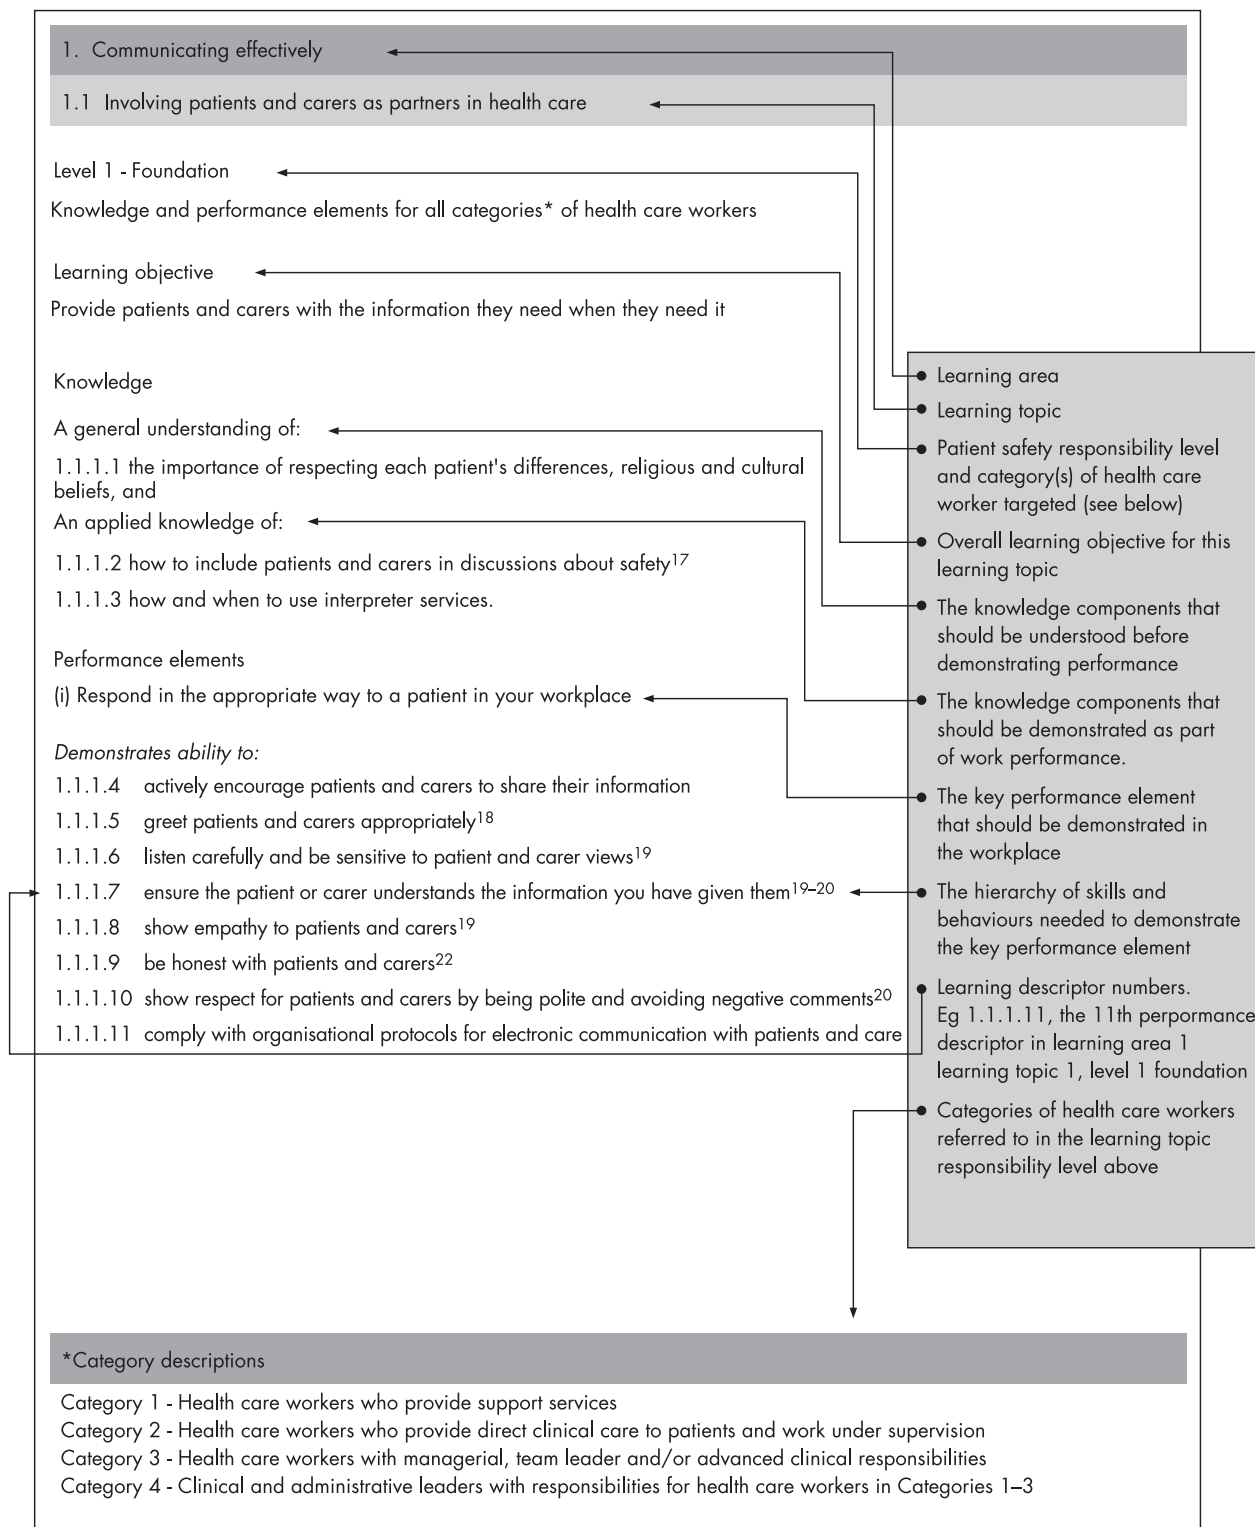 1. Communicating effectively
1.1 Involving patients and carers as partners in health care
Level 1 - Foundation
Knowledge and performance elements for all categories* of health care workers
Learning objective
Provide patients and carers with the information they need when they need it
Knowledge
A general understanding of:
1.1.1.1 the importance of respecting each patient's differences, religious and cultural
beliefs, and
An applied knowledge of:
1.1.1.2 how to include patients and carers in discussions about safety17
1.1.1.3 how and when to use interpreter services.
Performance elements
(i) Respond in the appropriate way to a patient in your workplace
Demonstrates ability to:
1.1.1.4 actively encourage patients and carers to share their information
1.1.1.5 greet patients and carers appropriately18
1.1.1.6 listen carefully and be sensitive to patient and carer views19
1.1.1.7 ensure the patient or carer understands the information you have given them19–20
1.1.1.8 show empathy to patients and carers19
1.1.1.9 be honest with patients and carers22
1.1.1.10 show respect for patients and carers by being polite and avoiding negative comments20
1.1.1.11 comply with organisational protocols for electronic communication with patients and care
Learning area
Learning topic
Patient safety responsibility level
and category(s) of health care
worker targeted (see below)
Overall learning objective for this
learning topic
The knowledge components that
should be understood before
demonstrating performance
The knowledge components that
should be demonstrated as part
of work performance.
The key performance element
that should be demonstrated in
the workplace
The hierarchy of skills and
behaviours needed to demonstrate
the key performance element
Learning descriptor numbers.
Eg 1.1.1.11, the 11th perpormance
descriptor in learning area 1
learning topic 1, level 1 foundation
Categories of health care workers
referred to in the learning topic
responsibility level above
*Category descriptions
Category 1 - Health care workers who provide support services
Category 2 - Health care workers who provide direct clinical care to patients and work under supervision
Category 3 - Health care workers with managerial, team leader and/or advanced clinical responsibilities
Category 4 - Clinical and administrative leaders with responsibilities for health care workers in Categories 1–3